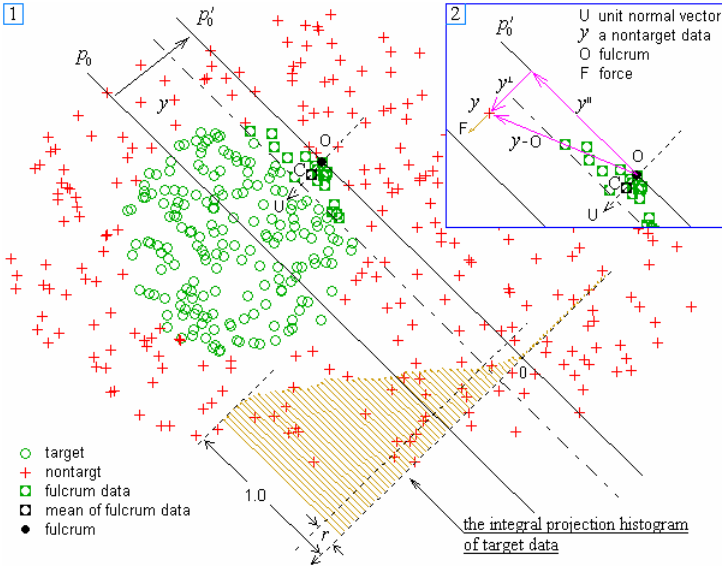 1
p₀
p₀′
y
O
C
U
0
1.0
r
target
nontargt
fulcrum data
mean of fulcrum data
fulcrum
the integral projection histogram
of target data
2
p₀′
U unit normal vector
y a nontarget data
O fulcrum
F force
y
y⊥
y∥
F
y-O
O
C
U